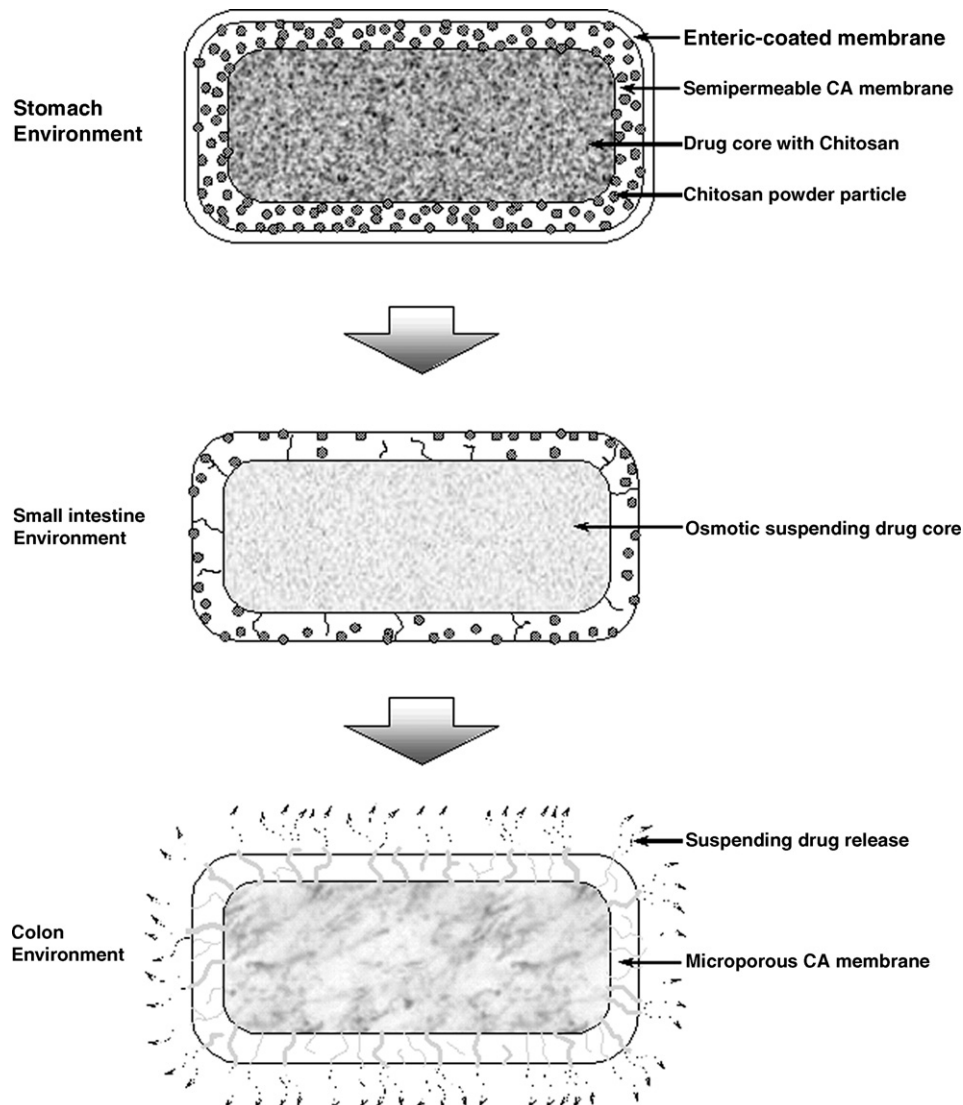 Enteric-coated membrane
Semipermeable CA membrane
Stomach
Environment
Drug core with Chitosan
Chitosan powder particle
Small intestine
Environment
Osmotic suspending drug core
Suspending drug release
Colon
Environment
Microporous CA membrane